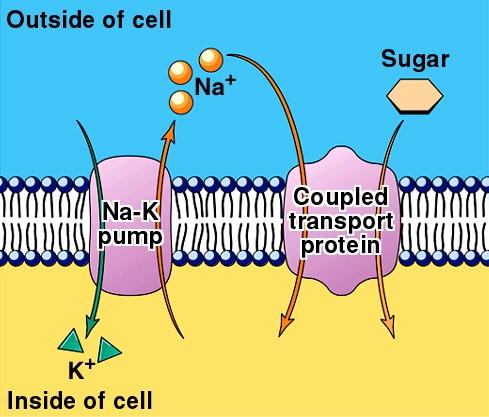 Outside of cell
Na+
Sugar
Na-K
pump
Coupled
transport
protein
K+
Inside of cell